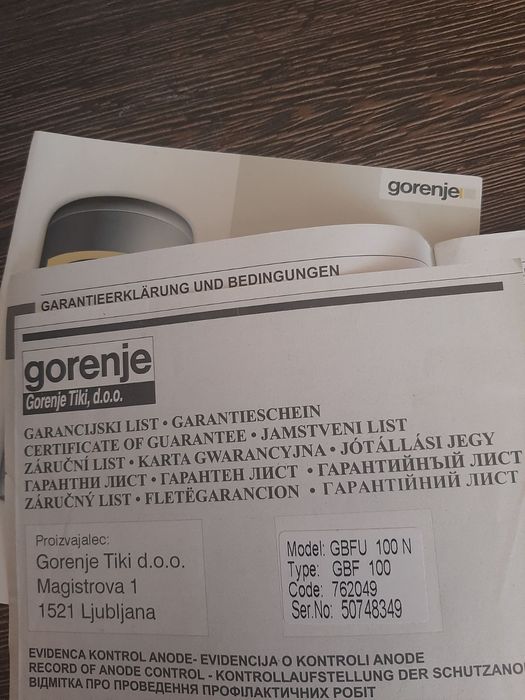 gorenje
GARANTIEERKLÄRUNG UND BEDINGUNGEN
gorenje
Gorenje Tiki, d.o.o.
GARANCIJSKI LIST • GARANTIESCHEIN
CERTIFICATE OF GUARANTEE • JAMSTVENI LIST
ZÁRUČNÍ LIST • KARTA GWARANCYJNA • JÓTÁLLÁSI JEGY
ГАРАНТНИ ЛИСТ • ГАРАНТЕН ЛИСТ • ГАРАНТИЙНЫЙ ЛИСТ
ZÁRUČNÝ LIST • FLETËGARANCION • ГАРАНТІЙНИЙ ЛИСТ
Proizvajalec:
Gorenje Tiki d.o.o.
Magistrova 1
1521 Ljubljana
Model: GBFU 100 N
Type: GBF 100
Code: 762049
Ser.No: 50748349
EVIDENCA KONTROL ANODE- EVIDENCIJA O KONTROLI ANODE
RECORD OF ANODE CONTROL - KONTROLLAUFSTELLUNG DER SCHUTZANO
ВІДМІТКА ПРО ПРОВЕДЕННЯ ПРОФІЛАКТИЧНИХ РОБІТ